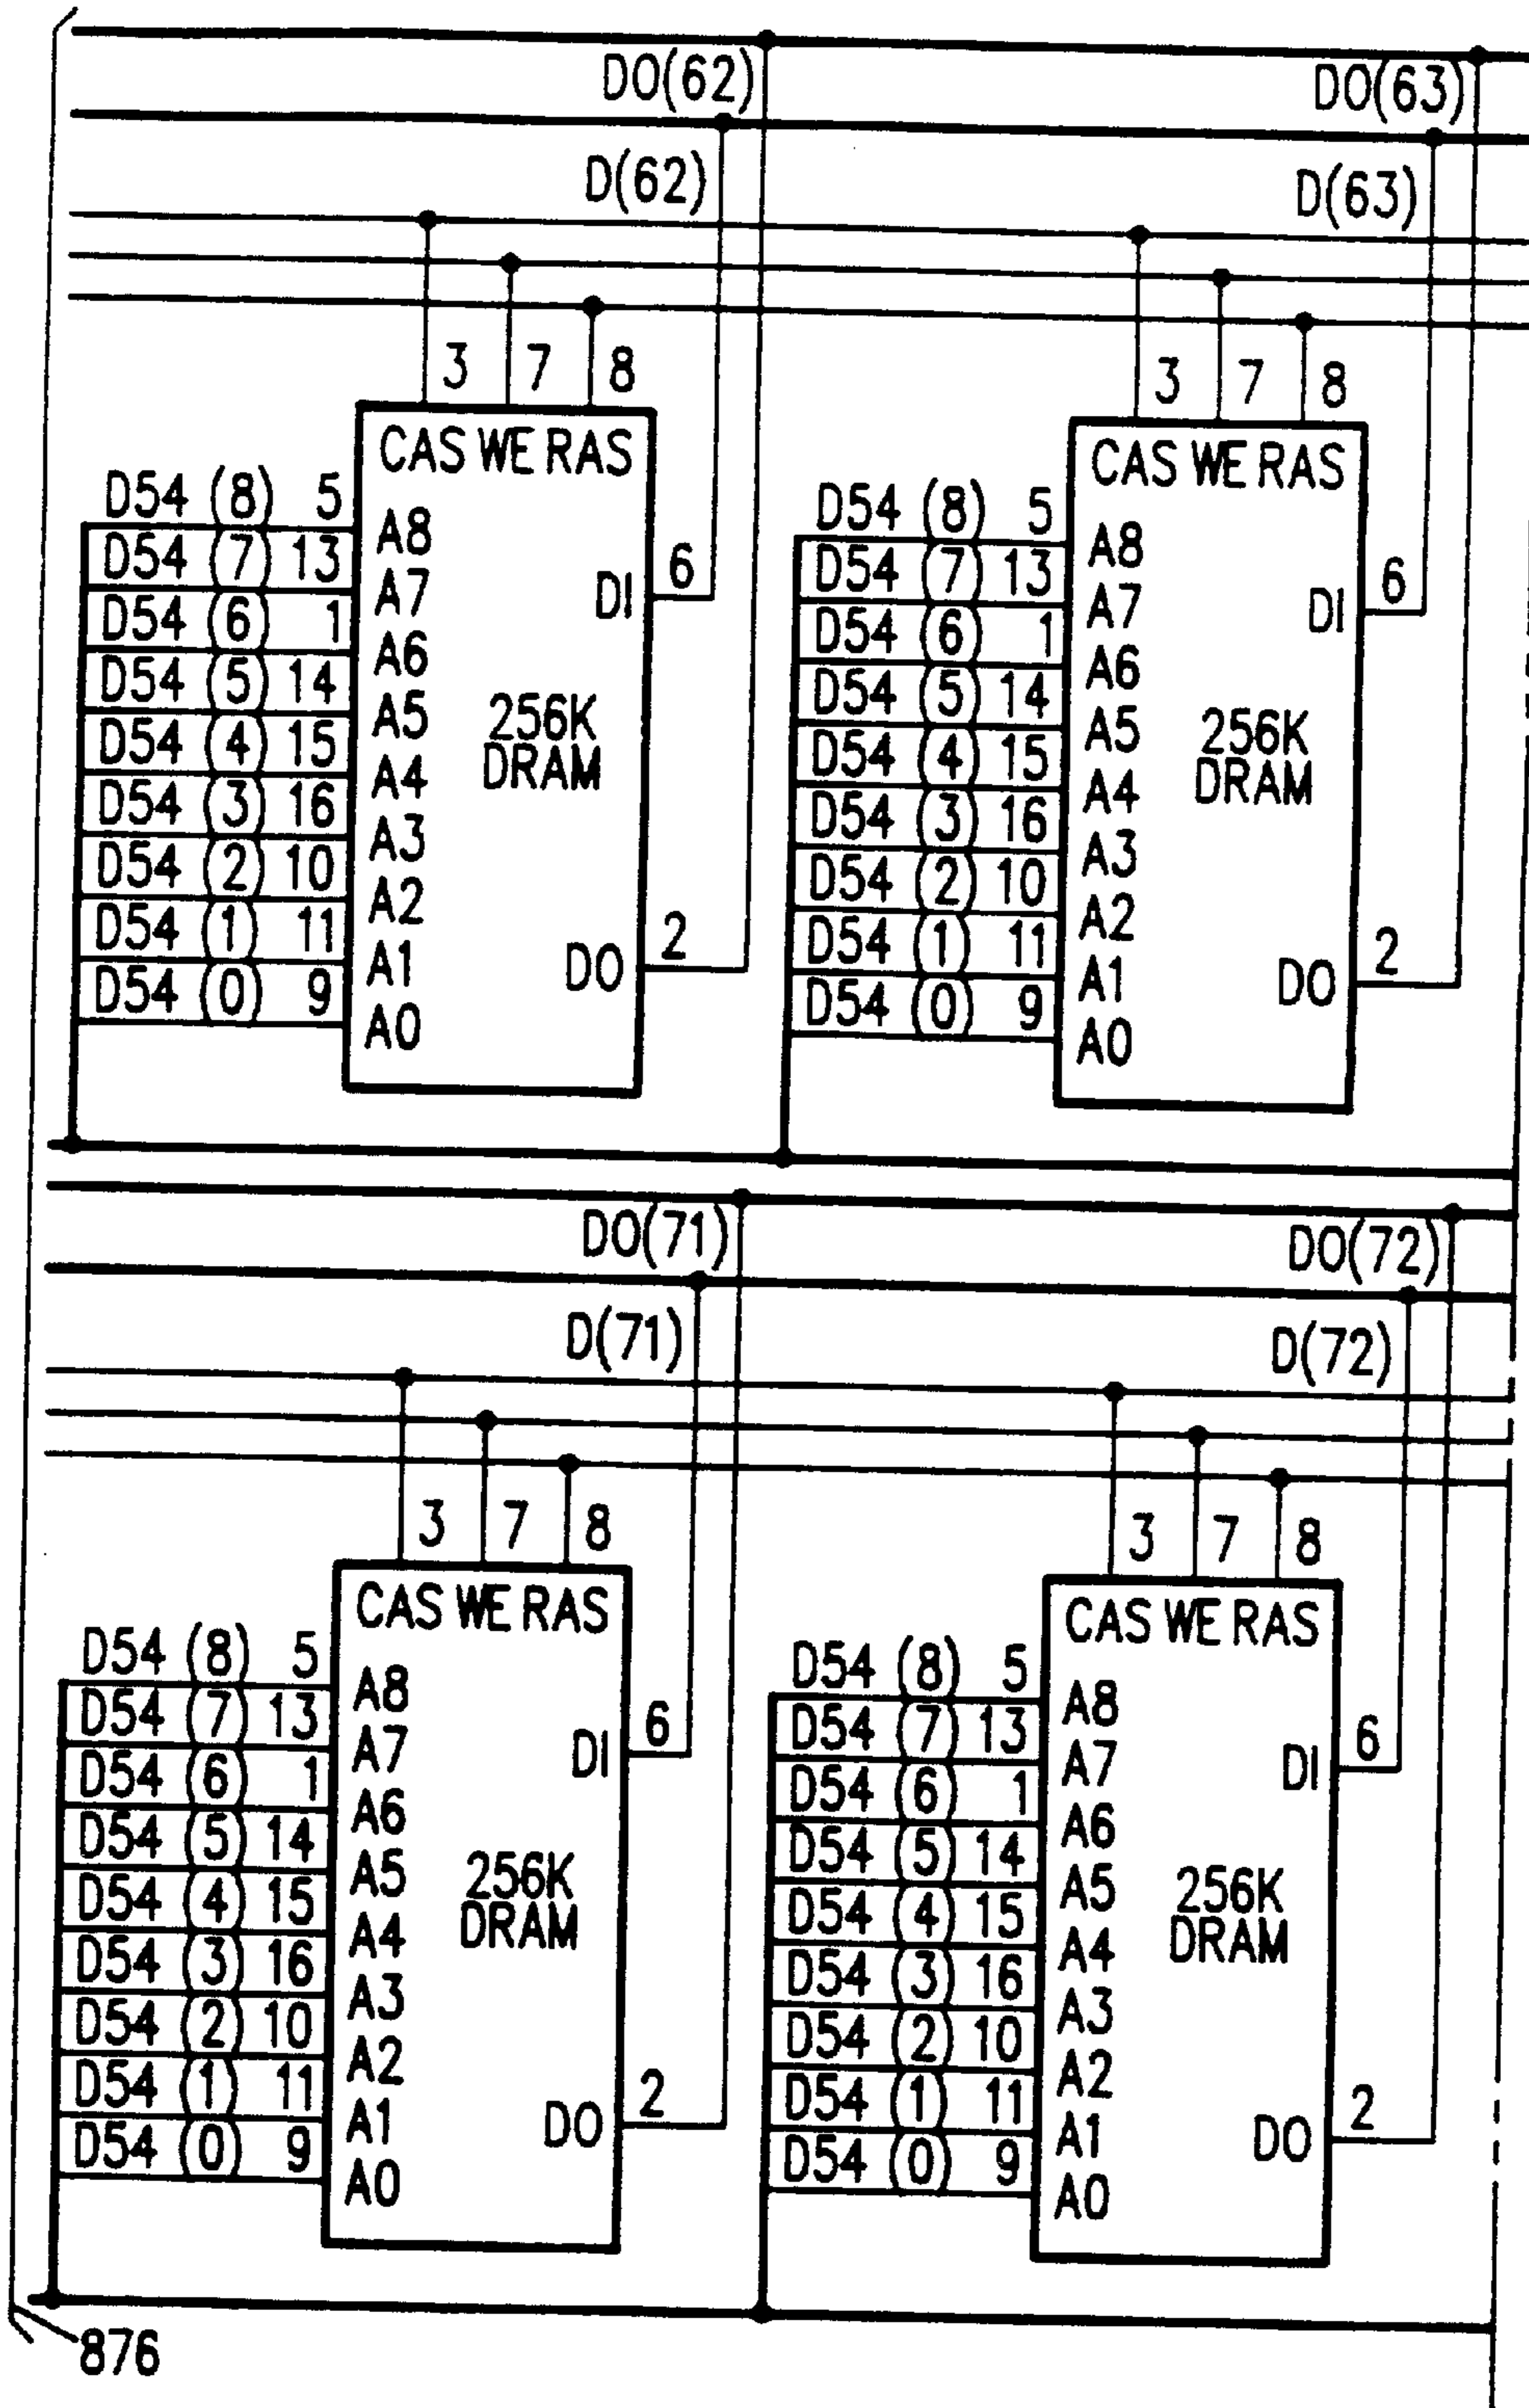 DO(62) DO(63)
D(62) D(63)
3 7 8 3 7 8
CAS WE RAS CAS WE RAS
D54 (8) 5 A8 D54 (8) 5 A8
D54 (7) 13 A7 DI 6 D54 (7) 13 A7 DI 6
D54 (6) 1 A6 D54 (6) 1 A6
D54 (5) 14 A5 256K D54 (5) 14 A5 256K
D54 (4) 15 A4 DRAM D54 (4) 15 A4 DRAM
D54 (3) 16 A3 D54 (3) 16 A3
D54 (2) 10 A2 D54 (2) 10 A2
D54 (1) 11 A1 DO 2 D54 (1) 11 A1 DO 2
D54 (0) 9 A0 D54 (0) 9 A0
DO(71) DO(72)
D(71) D(72)
3 7 8 3 7 8
CAS WE RAS CAS WE RAS
D54 (8) 5 A8 D54 (8) 5 A8
D54 (7) 13 A7 DI 6 D54 (7) 13 A7 DI 6
D54 (6) 1 A6 D54 (6) 1 A6
D54 (5) 14 A5 256K D54 (5) 14 A5 256K
D54 (4) 15 A4 DRAM D54 (4) 15 A4 DRAM
D54 (3) 16 A3 D54 (3) 16 A3
D54 (2) 10 A2 D54 (2) 10 A2
D54 (1) 11 A1 DO 2 D54 (1) 11 A1 DO 2
D54 (0) 9 A0 D54 (0) 9 A0
876